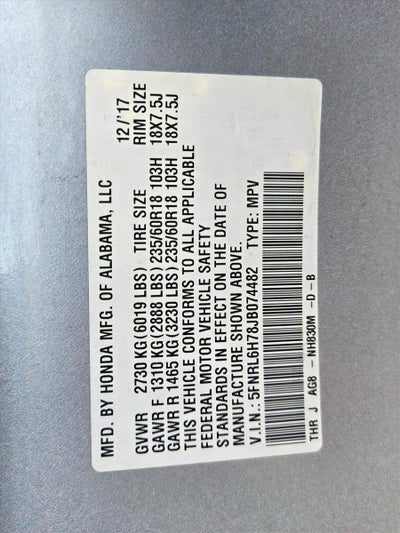 MFD. BY HONDA MFG. OF ALABAMA, LLC 12/'17
GVWR 2730 KG(6019 LBS) TIRE SIZE RIM SIZE
GAWR F 1310 KG(2888 LBS)235/60R18 103H 18X7.5J
GAWR R 1465 KG(3230 LBS)235/60R18 103H 18X7.5J
THIS VEHICLE CONFORMS TO ALL APPLICABLE
FEDERAL MOTOR VEHICLE SAFETY
STANDARDS IN EFFECT ON THE DATE OF
MANUFACTURE SHOWN ABOVE.
V.I.N.:5FNRL6H78JB074482 TYPE: MPV
THR J AG8 - NH830M -D -B